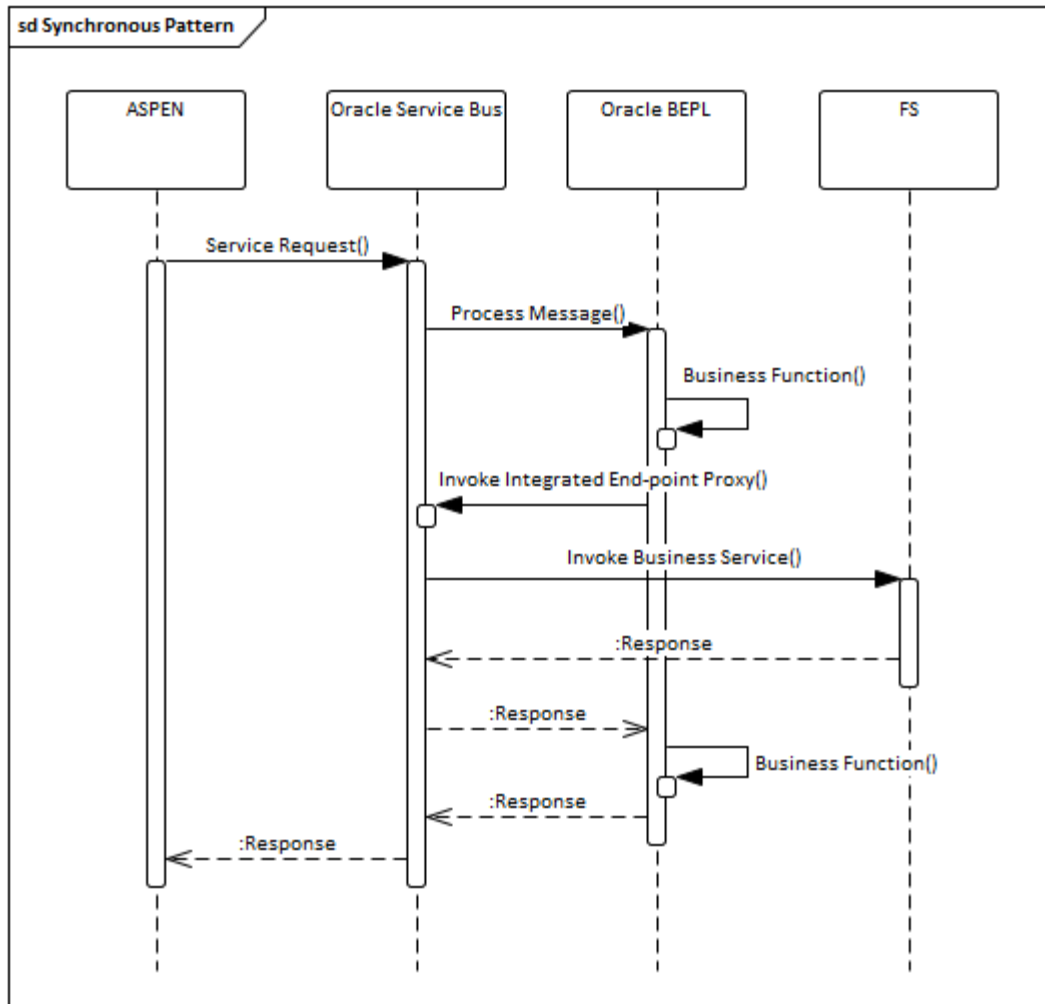 sd Synchronous Pattern
ASPEN
Oracle Service Bus
Oracle BEPL
FS
Service Request()
Process Message()
Business Function()
Invoke Integrated End-point Proxy()
Invoke Business Service()
:Response
:Response
Business Function()
:Response
:Response